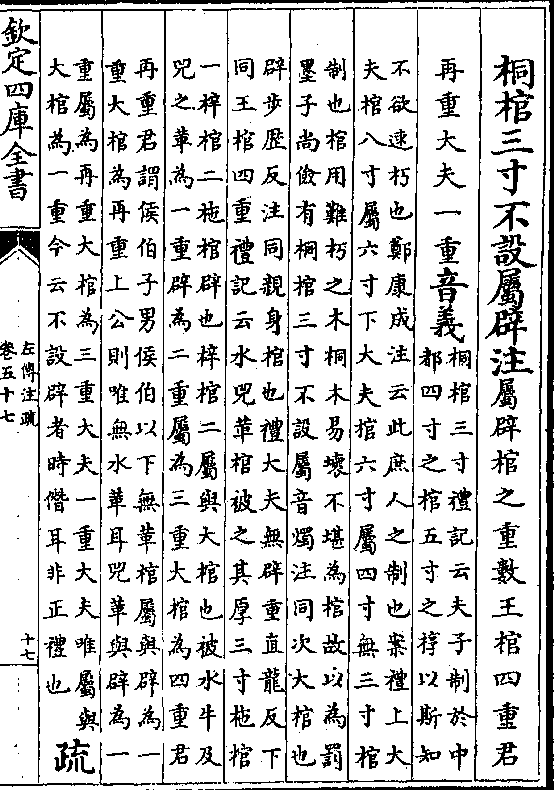 桐棺三寸不設屬辟注屬辟棺之重數王棺四重君
再重大夫一重音義
桐棺三寸禮記云夫子制於中
都四寸之棺五寸之椁以斯知
不欲速朽也鄭康成注云此庶人之制也案禮上大
夫棺八寸屬六寸下大夫棺六寸屬四寸無三寸棺
制也棺用難朽之木桐木易壞不堪為棺故以為罰
墨子尚儉有桐棺三寸不設屬音燭注同次大棺也
辟步歴反注同親身棺也禮大夫無辟重直龍反下
同王棺四重禮記云水兕革棺被之其厚三寸杝棺
一梓棺二杝棺辟也梓棺二屬與大棺也被水牛及
兕之革為一重辟為二重屬為三重大棺為四重君
再重君謂侯伯子男侯伯以下無革棺屬與辟為一
重大棺為再重上公則唯無水革耳兕革與辟為一
重屬為再重大棺為三重大夫一重大夫唯屬與
大棺為一重今云不設辟者時僭耳非正禮也
疏
欽定四庫全書
左傳注疏
卷五十七
十七